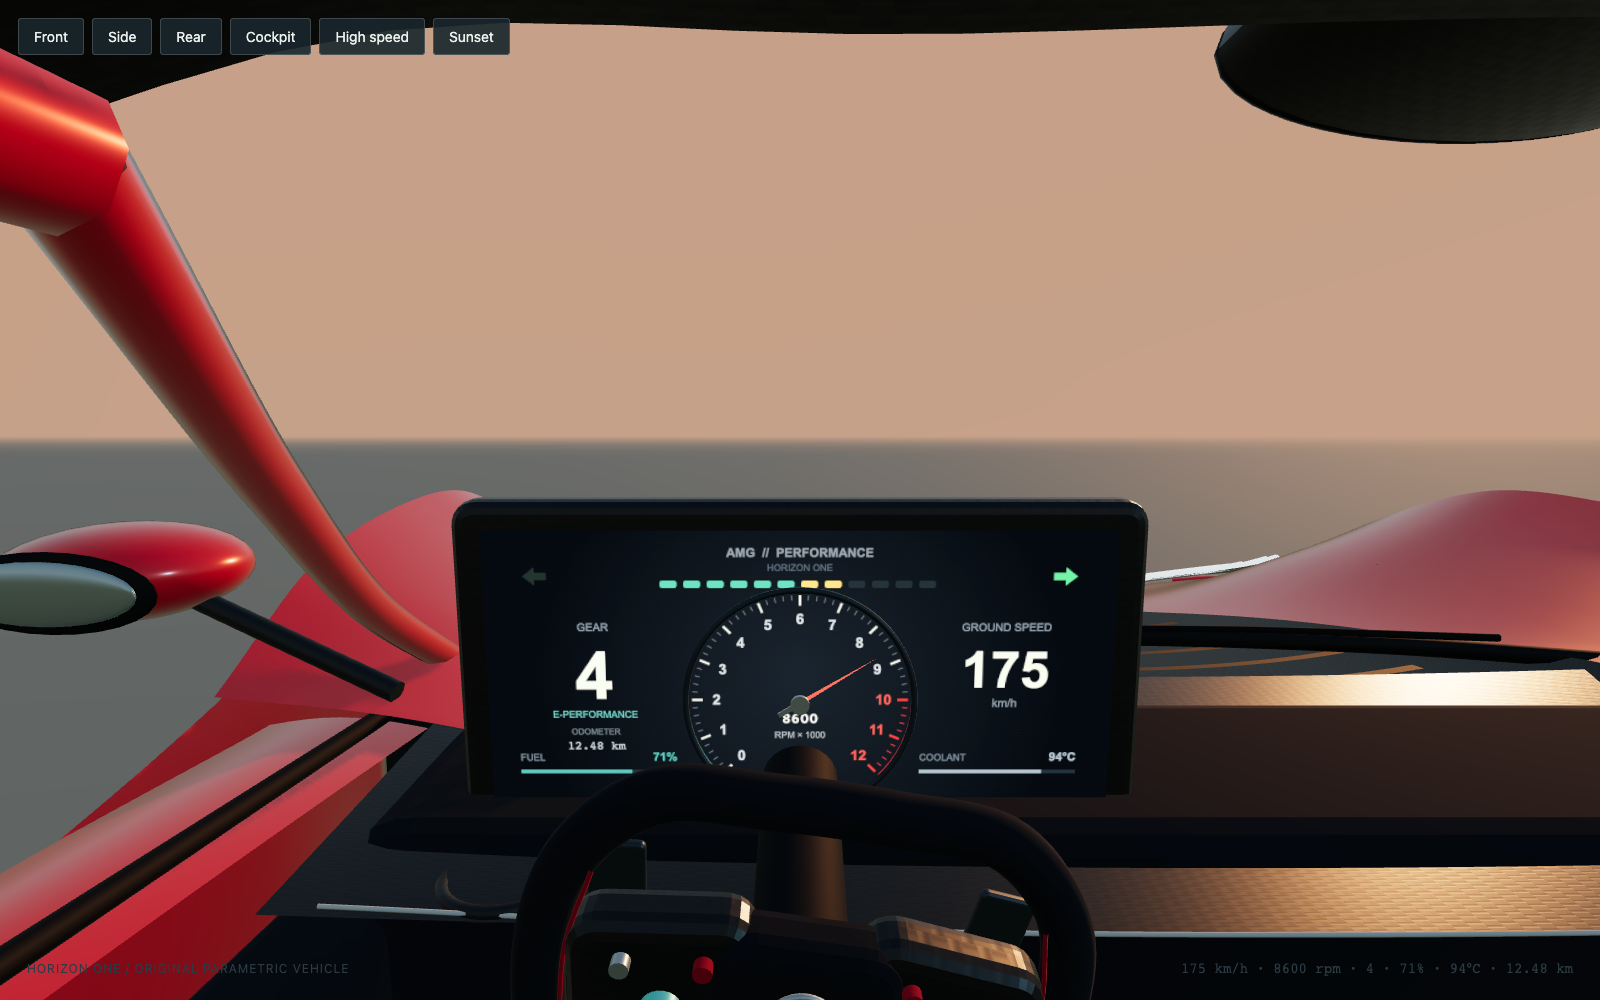 Front Side Rear Cockpit High speed Sunset
AMG // PERFORMANCE
HORIZON ONE
GEAR
4
E-PERFORMANCE
ODOMETER
12.48 km
FUEL 71%
0 1 2 3 4 5 6 7 8 9 10 11 12
8600
RPM × 1000
GROUND SPEED
175
km/h
COOLANT 94°C
HORIZON ONE / ORIGINAL PARAMETRIC VEHICLE
175 km/h · 8600 rpm · 4 · 71% · 94°C · 12.48 km